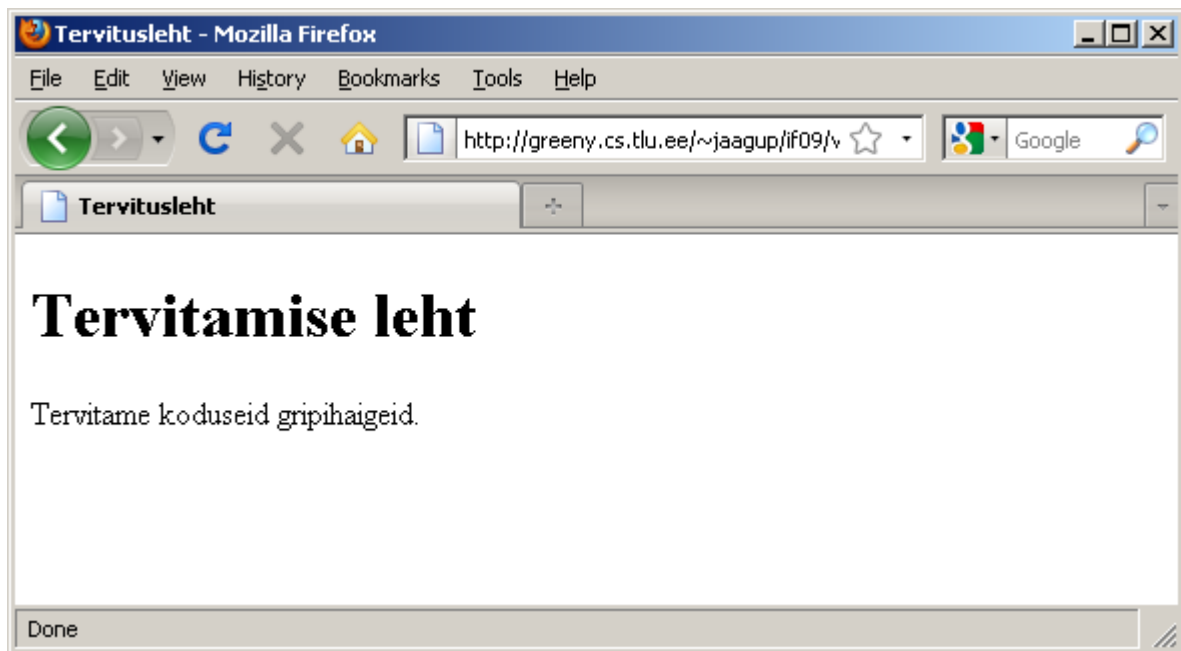 Tervitusleht - Mozilla Firefox
File Edit View History Bookmarks Tools Help
http://greeny.cs.tlu.ee/~jaagup/if09/v Google
Tervitusleht
Tervitamise leht
Tervitame koduseid gripihaigeid.
Done